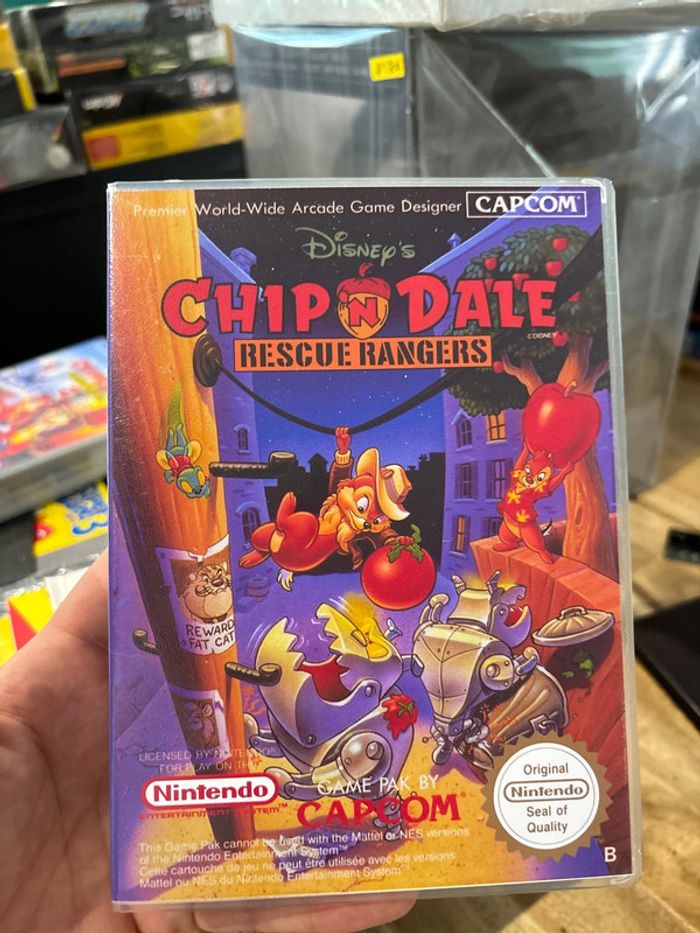 Premier World-Wide Arcade Game Designer CAPCOM®
DISNEY'S
CHIP 'N DALE
© DISNEY
RESCUE RANGERS
REWARD
FAT CAT
LICENSED BY NINTENDO®
FOR PLAY ON THE
Nintendo®
ENTERTAINMENT SYSTEM™
GAME PAK BY
CAPCOM®
Original
Nintendo
Seal of
Quality
This Game Pak cannot be used with the Mattel or NES versions
of the Nintendo Entertainment System™
Cette cartouche de jeu ne peut être utilisée avec les versions
Mattel ou NES du Nintendo Entertainment System™
B